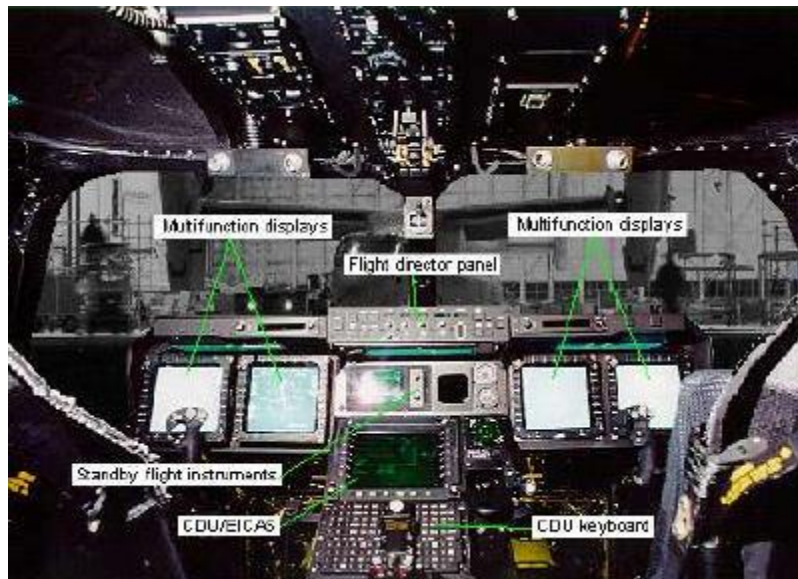 Multifunction displays
Multifunction displays
Flight director panel
Standby flight instruments
CDU/EICAS
CDU keyboard